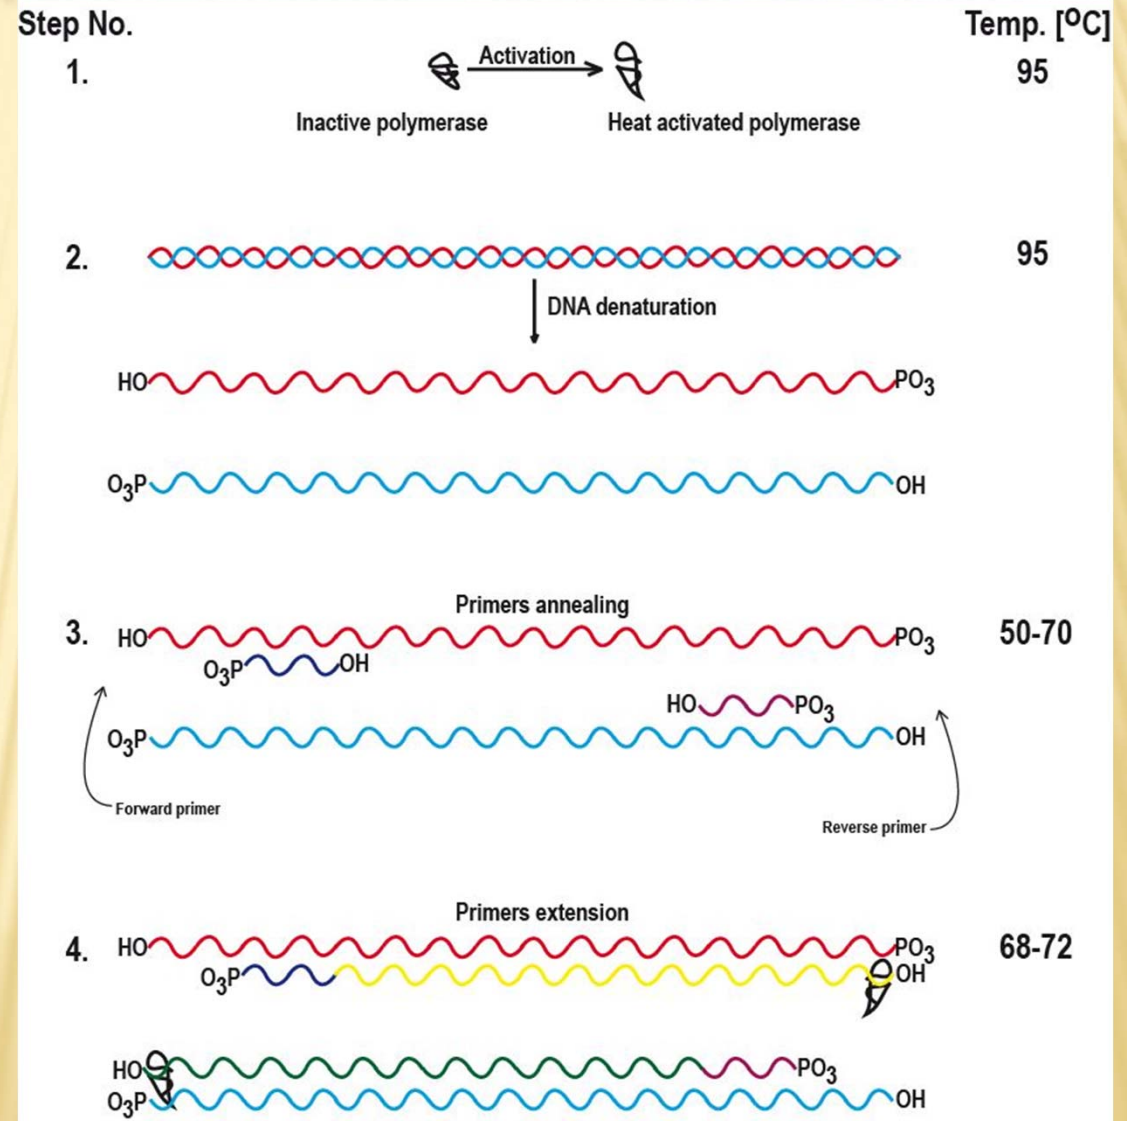 Step No.
Temp. [ºC]
1.
Activation
95
Inactive polymerase
Heat activated polymerase
2.
95
DNA denaturation
HO
PO3
O3P
OH
Primers annealing
3.
HO
PO3
50-70
O3P
OH
HO
PO3
O3P
OH
Forward primer
Reverse primer
Primers extension
4.
HO
PO3
68-72
O3P
OH
HO
PO3
O3P
OH